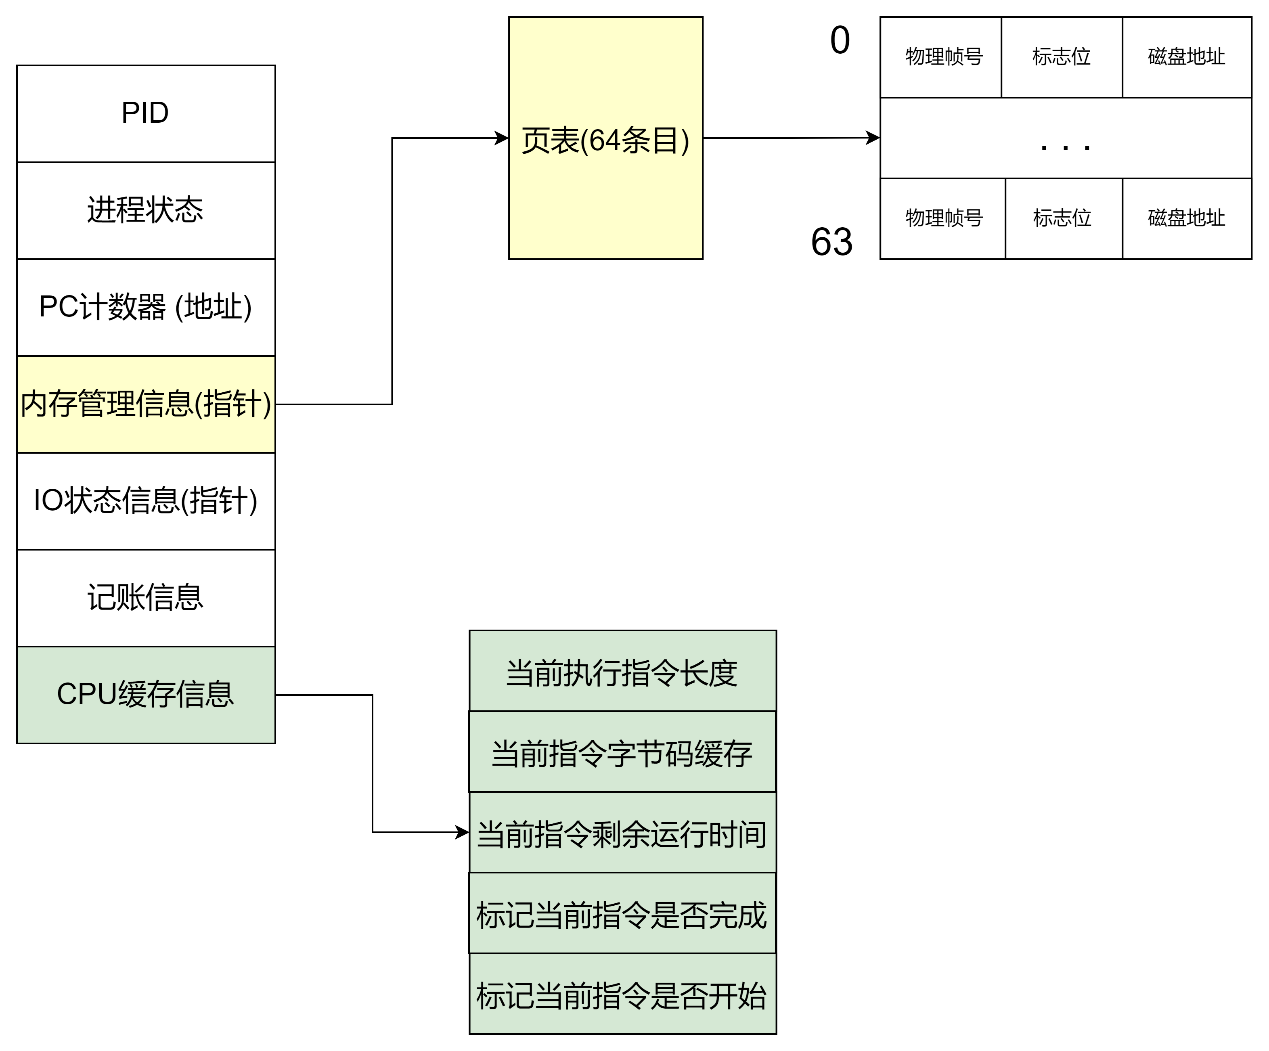 PID
进程状态
PC计数器 (地址)
内存管理信息(指针)
IO状态信息(指针)
记账信息
CPU缓存信息
页表(64条目)
0
物理帧号 标志位 磁盘地址
. . .
63
物理帧号 标志位 磁盘地址
当前执行指令长度
当前指令字节码缓存
当前指令剩余运行时间
标记当前指令是否完成
标记当前指令是否开始